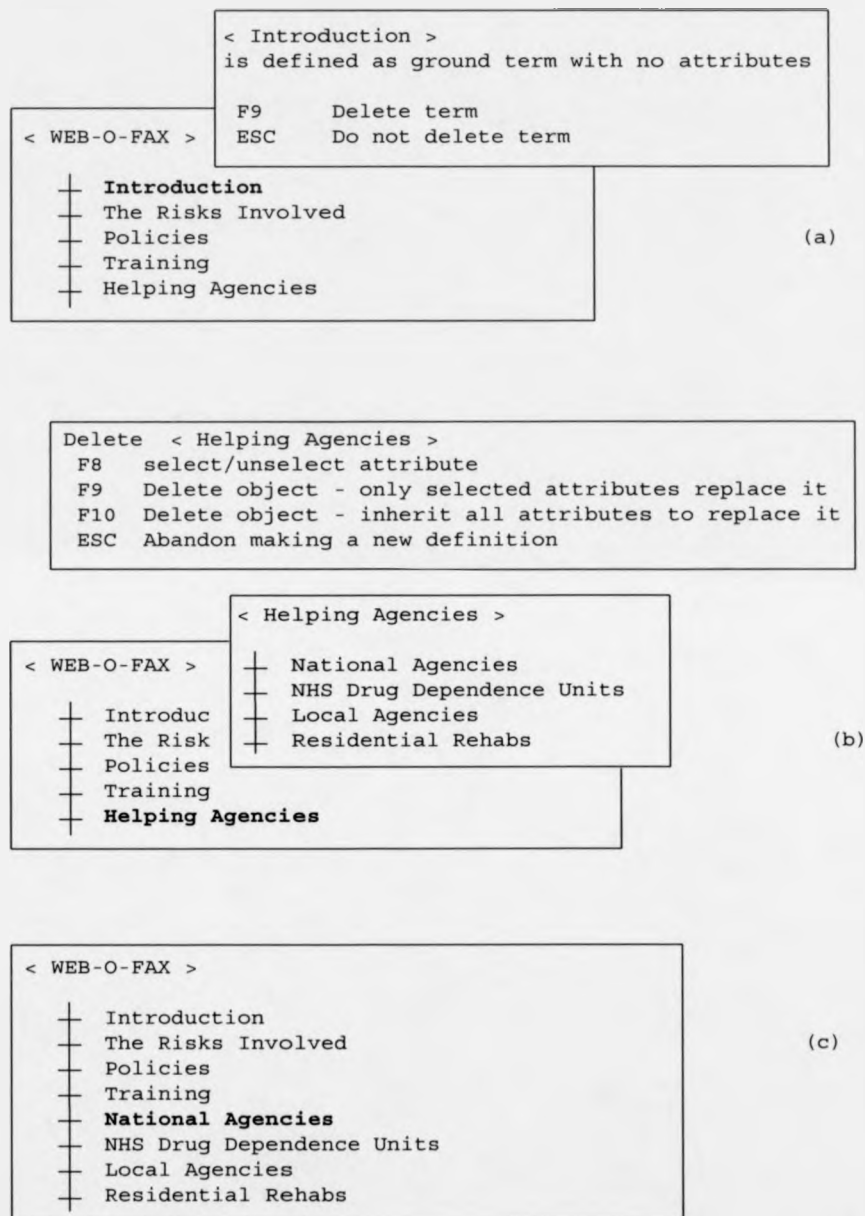 < Introduction >
is defined as ground term with no attributes
F9 Delete term
ESC Do not delete term
< WEB-O-FAX >
Introduction
The Risks Involved
Policies
Training
Helping Agencies
(a)
Delete < Helping Agencies >
F8 select/unselect attribute
F9 Delete object - only selected attributes replace it
F10 Delete object - inherit all attributes to replace it
ESC Abandon making a new definition
< Helping Agencies >
National Agencies
NHS Drug Dependence Units
Local Agencies
Residential Rehabs
< WEB-O-FAX >
Introduc
The Risk
Policies
Training
Helping Agencies
(b)
< WEB-O-FAX >
Introduction
The Risks Involved
Policies
Training
National Agencies
NHS Drug Dependence Units
Local Agencies
Residential Rehabs
(c)